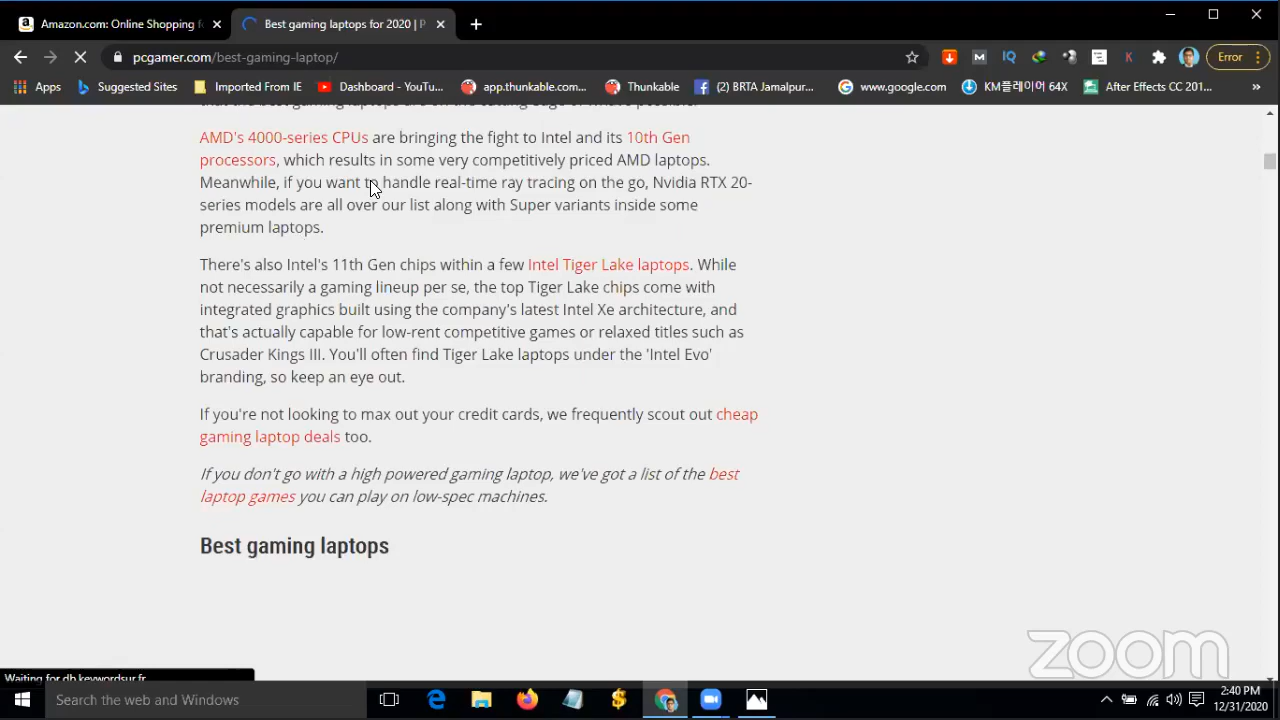 Amazon.com: Online Shopping f
Best gaming laptops for 2020 | P
pcgamer.com/best-gaming-laptop/
Error
Apps
Suggested Sites
Imported From IE
Dashboard - YouTu...
app.thunkable.com...
Thunkable
(2) BRTA Jamalpur...
www.google.com
KM플레이어 64X
After Effects CC 201...
AMD's 4000-series CPUs are bringing the fight to Intel and its 10th Gen
processors, which results in some very competitively priced AMD laptops.
Meanwhile, if you want to handle real-time ray tracing on the go, Nvidia RTX 20-
series models are all over our list along with Super variants inside some
premium laptops.
There's also Intel's 11th Gen chips within a few Intel Tiger Lake laptops. While
not necessarily a gaming lineup per se, the top Tiger Lake chips come with
integrated graphics built using the company's latest Intel Xe architecture, and
that's actually capable for low-rent competitive games or relaxed titles such as
Crusader Kings III. You'll often find Tiger Lake laptops under the 'Intel Evo'
branding, so keep an eye out.
If you're not looking to max out your credit cards, we frequently scout out cheap
gaming laptop deals too.
If you don't go with a high powered gaming laptop, we've got a list of the best
laptop games you can play on low-spec machines.
Best gaming laptops
zoom
Waiting for db.keywordsur.fr
Search the web and Windows
2:40 PM
12/31/2020